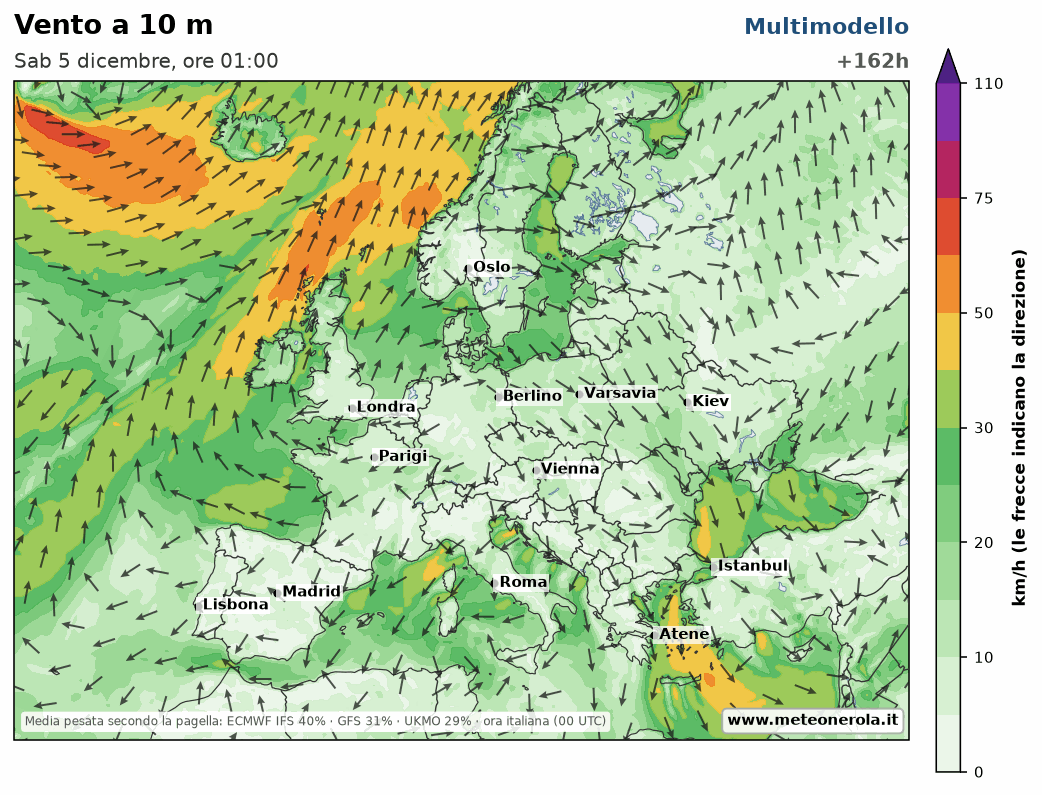 Vento a 10 m
Multimodello
Sab 5 dicembre, ore 01:00
+162h
110
75
50
30
20
10
0
km/h (le frecce indicano la direzione)
Oslo
Berlino
Varsavia
Kiev
Londra
Parigi
Vienna
Istanbul
Roma
Madrid
Lisbona
Atene
Media pesata secondo la pagella: ECMWF IFS 40% · GFS 31% · UKMO 29% · ora italiana (00 UTC)
www.meteonerola.it